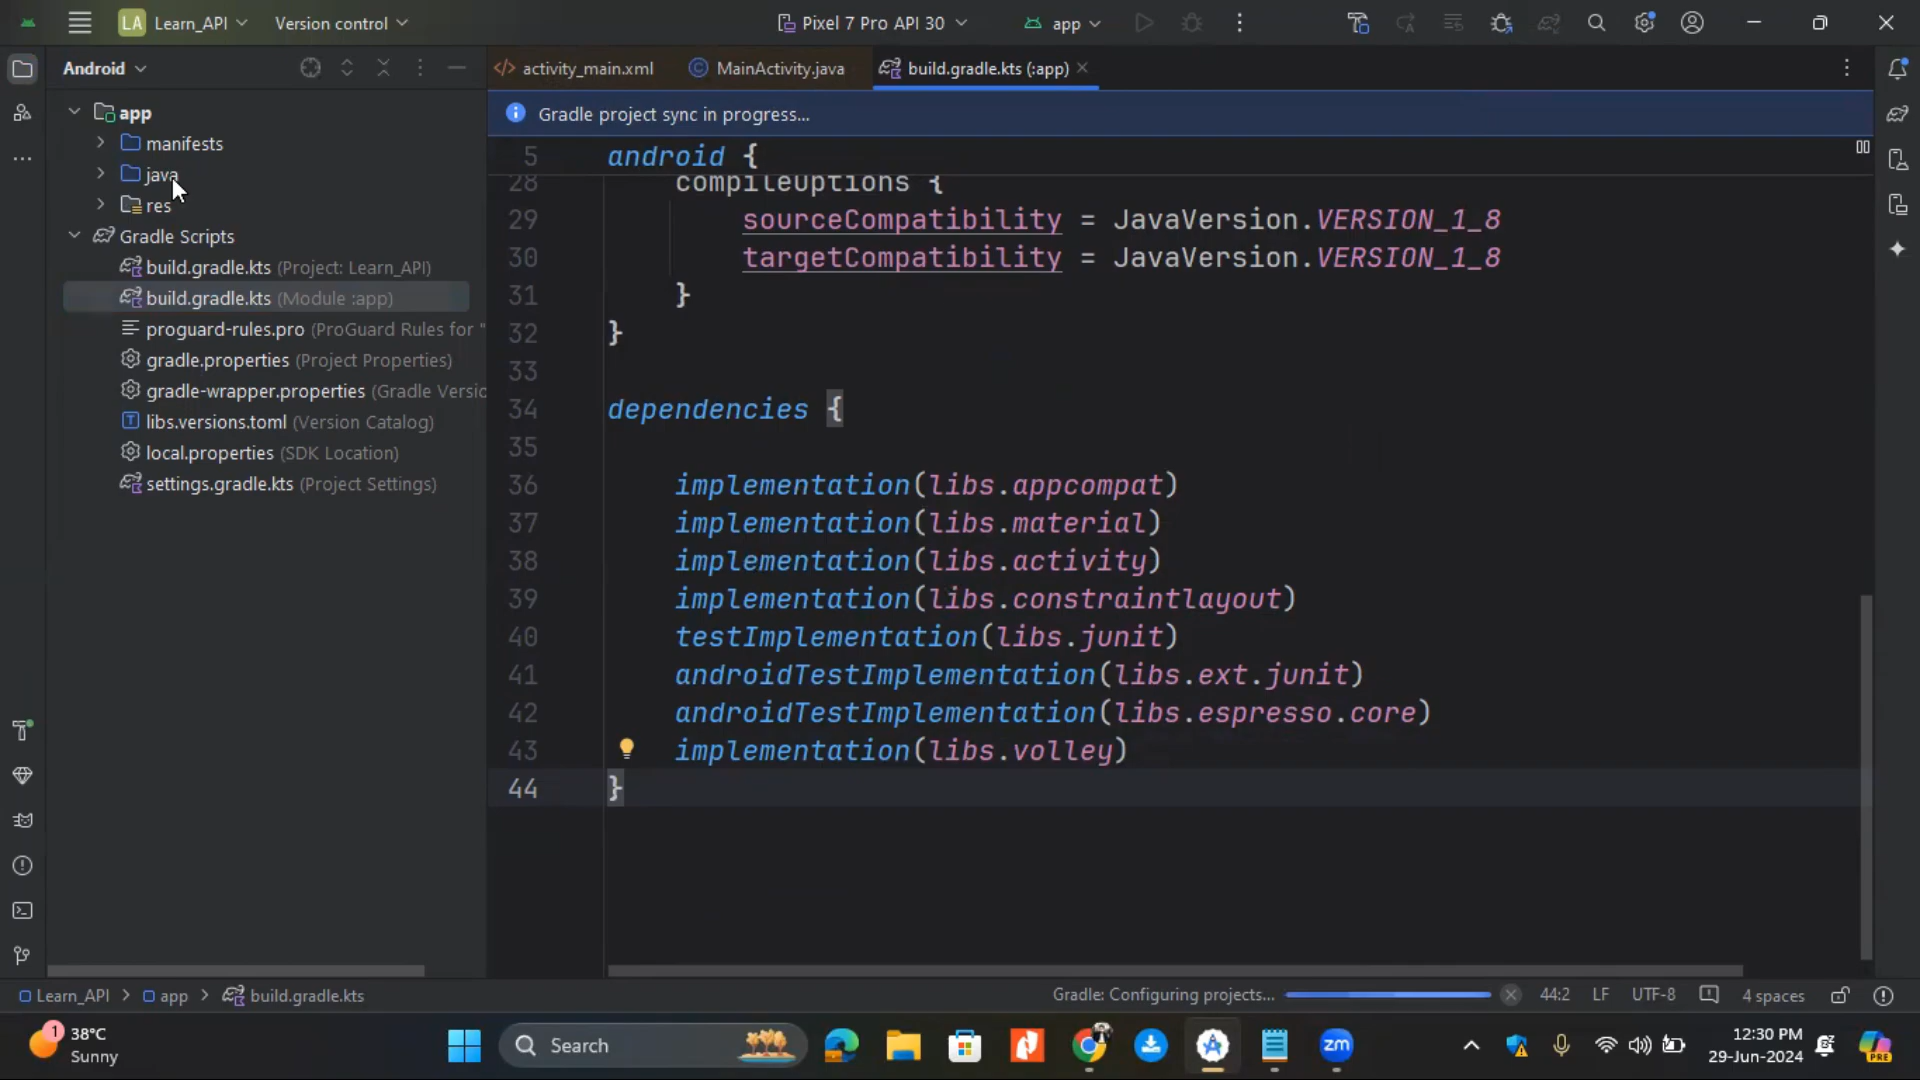 LA Learn_API Version control Pixel 7 Pro API 30 app
Android activity_main.xml MainActivity.java build.gradle.kts (:app)
Gradle project sync in progress...
app
manifests
java
res
Gradle Scripts
build.gradle.kts (Project: Learn_API)
build.gradle.kts (Module :app)
proguard-rules.pro (ProGuard Rules for "
gradle.properties (Project Properties)
gradle-wrapper.properties (Gradle Versio
libs.versions.toml (Version Catalog)
local.properties (SDK Location)
settings.gradle.kts (Project Settings)
5 android {
28 compileOptions {
29 sourceCompatibility = JavaVersion.VERSION_1_8
30 targetCompatibility = JavaVersion.VERSION_1_8
31 }
32 }
33
34 dependencies {
35
36 implementation(libs.appcompat)
37 implementation(libs.material)
38 implementation(libs.activity)
39 implementation(libs.constraintlayout)
40 testImplementation(libs.junit)
41 androidTestImplementation(libs.ext.junit)
42 androidTestImplementation(libs.espresso.core)
43 implementation(libs.volley)
44 }
Learn_API > app > build.gradle.kts Gradle: Configuring projects... 44:2 LF UTF-8 4 spaces
1 38°C
Sunny
Search
zm
12:30 PM
29-Jun-2024
PRE